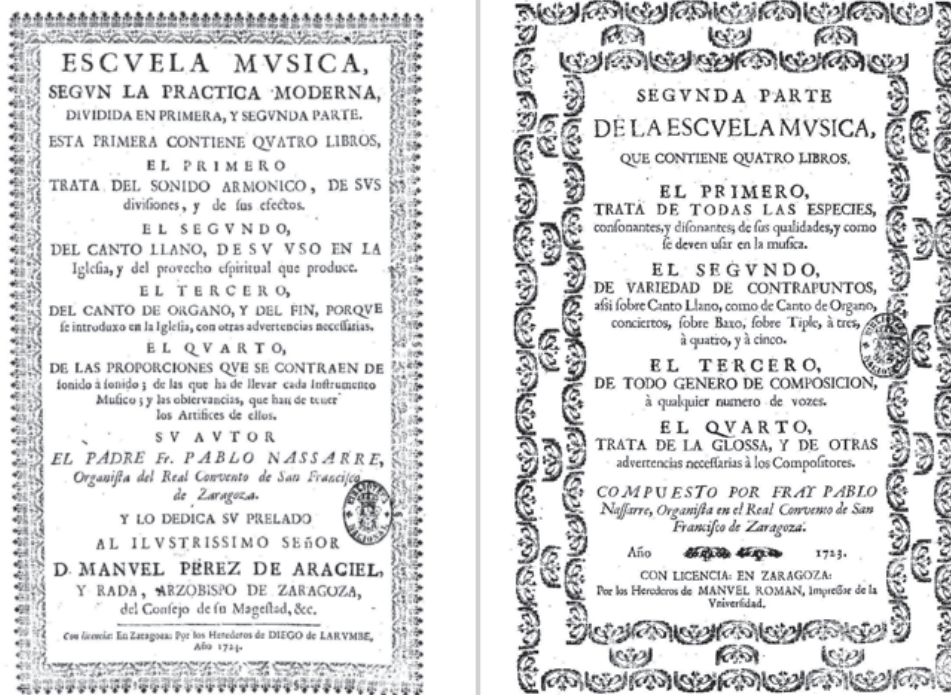 ESCVELA MVSICA,
SEGVN LA PRACTICA MODERNA,
DIVIDIDA EN PRIMERA, Y SEGVNDA PARTE.
ESTA PRIMERA CONTIENE QVATRO LIBROS,
EL PRIMERO
TRATA DEL SONIDO ARMONICO, DE SVS
divisiones, y de sus efectos.
EL SEGVNDO,
DEL CANTO LLANO, DE SV VSO EN LA
Iglesia, y del provecho espiritual que produce.
EL TERCERO,
DEL CANTO DE ORGANO, Y DEL FIN, PORQVE
se introduxo en la Iglesia, con otras advertencias necessarias.
EL QVARTO,
DE LAS PROPORCIONES QVE SE CONTRAEN DE
sonido à sonido; de las que ha de llevar cada Instrumento
Musico; y las observancias, que han de tener
los Artifices de ellos.
SV AVTOR
EL PADRE Fr. PABLO NASSARRE,
Organista del Real Convento de San Francisco
de Zaragoza.
Y LO DEDICA SV PRELADO
AL ILVSTRISSIMO SEñOR
D. MANVEL PEREZ DE ARACIEL,
Y RADA, ARZOBISPO DE ZARAGOZA,
del Consejo de su Magestad, &c.
Con licencia: En Zaragoza: Por los Herederos de DIEGO de LARVMBE,
Año 1724.
SEGVNDA PARTE
DE LA ESCVELA MVSICA,
QUE CONTIENE QUATRO LIBROS.
EL PRIMERO,
TRATA DE TODAS LAS ESPECIES,
consonantes, y disonantes; de sus qualidades, y como
se deven usar en la musica.
EL SEGVNDO,
DE VARIEDAD DE CONTRAPUNTOS,
assi sobre Canto Llano, como de Canto de Organo,
conciertos, sobre Baxo, sobre Tiple, à tres,
à quatro, y à cinco.
EL TERCERO,
DE TODO GENERO DE COMPOSICION,
à qualquier numero de vozes.
EL QVARTO,
TRATA DE LA GLOSSA, Y DE OTRAS
advertencias necessarias à los Compositores.
COMPUESTO POR FRAY PABLO
Nassarre, Organista en el Real Convento de San
Francisco de Zaragoza.
Año 1723.
CON LICENCIA: EN ZARAGOZA:
Por los Herederos de MANVEL ROMAN, Impressor de la
Vniversidad.